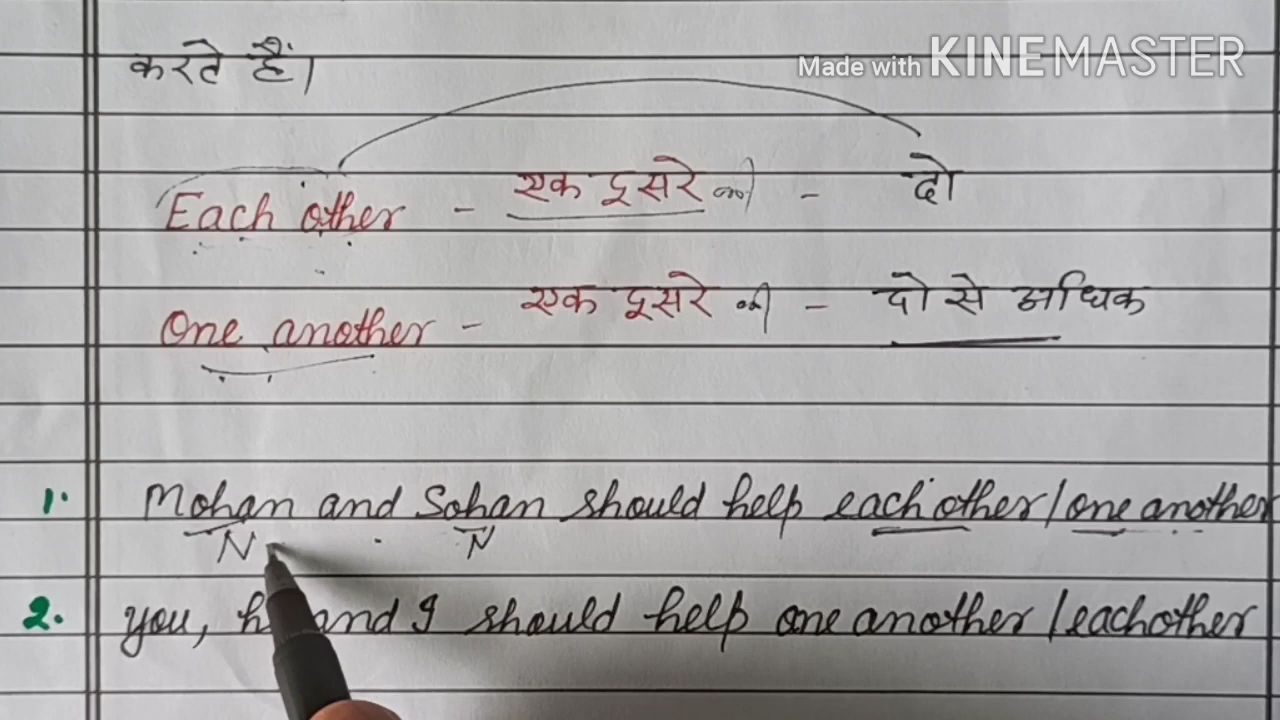 Made with KINEMASTER
करते हैं।
Each other - एक दूसरे को - दो
One another - एक दूसरे को - दो से अधिक
1. Mohan and Sohan should help each other/one another
N N
2. you, and I should help one another/eachother